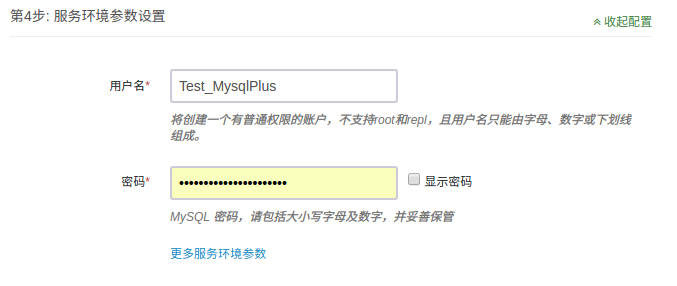 第4步: 服务环境参数设置
收起配置
用户名*
Test_MysqlPlus
将创建一个有普通权限的账户，不支持root和repl，且用户名只能由字母、数字或下划线
组成。
密码*
••••••••••••••••••••••
显示密码
MySQL 密码，请包括大小写字母及数字，并妥善保管
更多服务环境参数